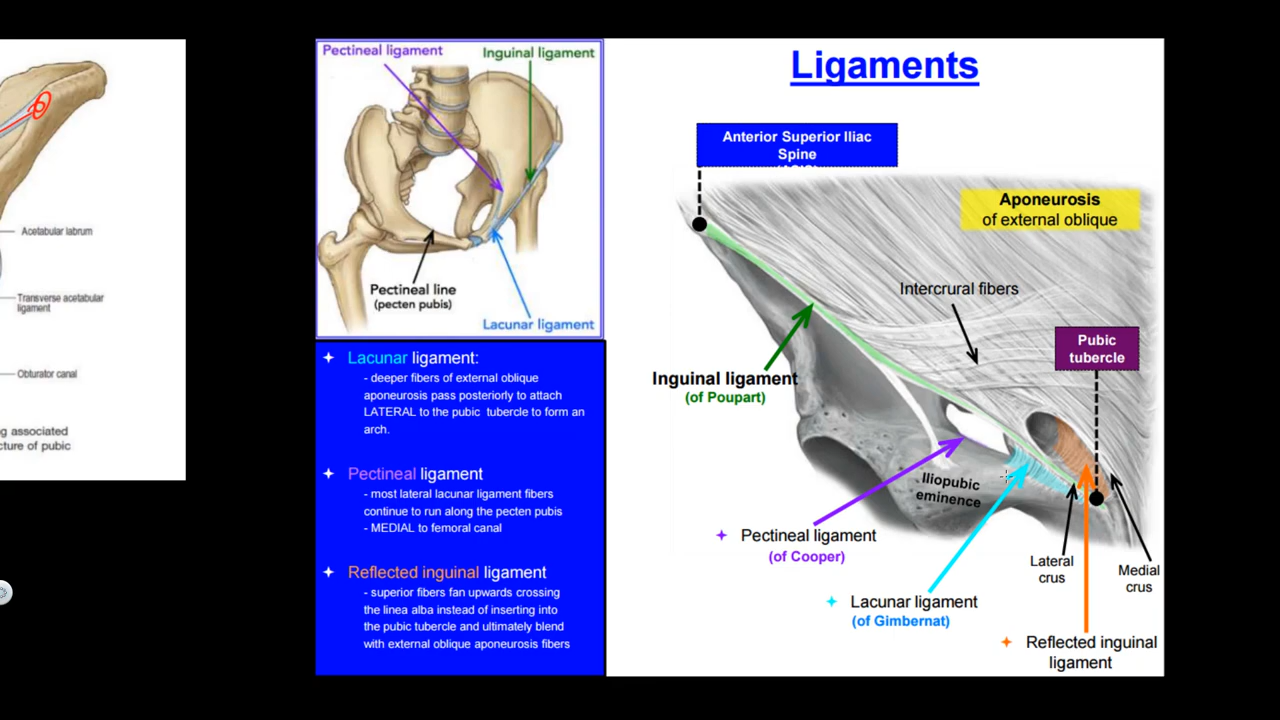 Acetabular labrum
Transverse acetabular
ligament
Obturator canal
g associated
cture of pubic
Pectineal ligament
Inguinal ligament
Pectineal line
(pecten pubis)
Lacunar ligament
✦ Lacunar ligament:
- deeper fibers of external oblique
aponeurosis pass posteriorly to attach
LATERAL to the pubic tubercle to form an
arch.
✦ Pectineal ligament
- most lateral lacunar ligament fibers
continue to run along the pecten pubis
- MEDIAL to femoral canal
✦ Reflected inguinal ligament
- superior fibers fan upwards crossing
the linea alba instead of inserting into
the pubic tubercle and ultimately blend
with external oblique aponeurosis fibers
Ligaments
Anterior Superior Iliac
Spine
Aponeurosis
of external oblique
Intercrural fibers
Pubic
tubercle
Inguinal ligament
(of Poupart)
Iliopubic
eminence
✦ Pectineal ligament
(of Cooper)
Lateral
crus
Medial
crus
✦ Lacunar ligament
(of Gimbernat)
✦ Reflected inguinal
ligament